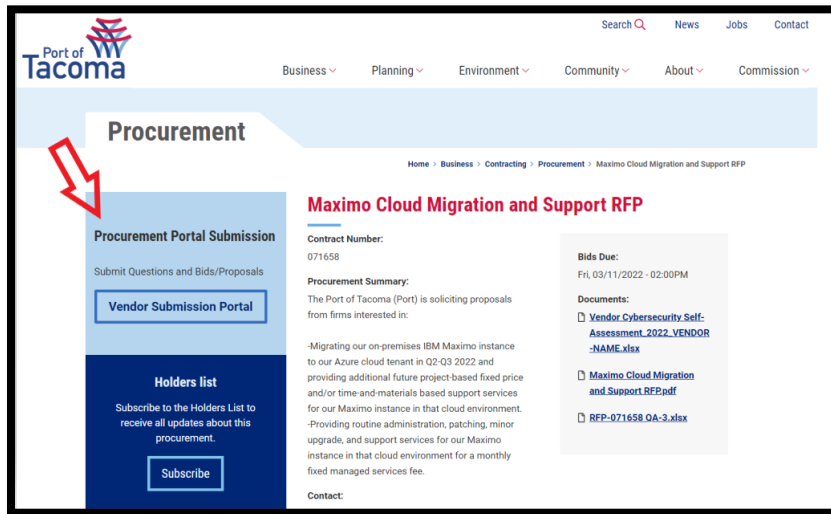 Port of
Tacoma
Search News Jobs Contact
Business Planning Environment Community About Commission
Procurement
Home > Business > Contracting > Procurement > Maximo Cloud Migration and Support RFP
Procurement Portal Submission
Submit Questions and Bids/Proposals
Vendor Submission Portal
Holders list
Subscribe to the Holders List to
receive all updates about this
procurement.
Subscribe
Maximo Cloud Migration and Support RFP
Contract Number:
071658
Procurement Summary:
The Port of Tacoma (Port) is soliciting proposals
from firms interested in:
-Migrating our on-premises IBM Maximo instance
to our Azure cloud tenant in Q2-Q3 2022 and
providing additional future project-based fixed price
and/or time-and-materials based support services
for our Maximo instance in that cloud environment.
-Providing routine administration, patching, minor
upgrade, and support services for our Maximo
instance in that cloud environment for a monthly
fixed managed services fee.
Contact:
Bids Due:
Fri, 03/11/2022 - 02:00PM
Documents:
Vendor Cybersecurity Self-
Assessment_2022_VENDOR
-NAME.xlsx
Maximo Cloud Migration
and Support RFP.pdf
RFP-071658 QA-3.xlsx